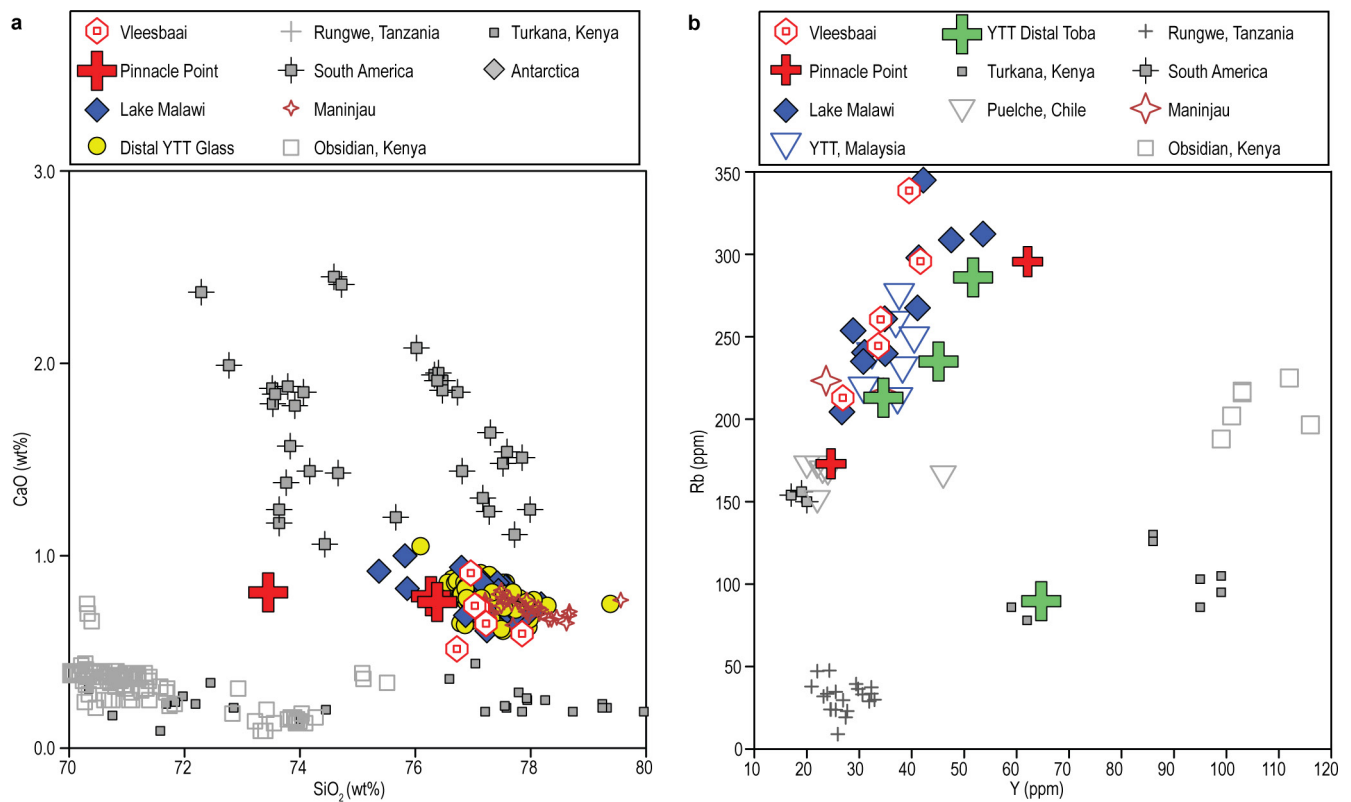 a
Vleesbaai Rungwe, Tanzania Turkana, Kenya
Pinnacle Point South America Antarctica
Lake Malawi Maninjau
Distal YTT Glass Obsidian, Kenya
3.0
2.0
1.0
0.0
CaO (wt%)
70 72 74 76 78 80
SiO2 (wt%)
b
Vleesbaai YTT Distal Toba Rungwe, Tanzania
Pinnacle Point Turkana, Kenya South America
Lake Malawi Puelche, Chile Maninjau
YTT, Malaysia Obsidian, Kenya
350
300
250
200
150
100
50
0
Rb (ppm)
10 20 30 40 50 60 70 80 90 100 110 120
Y (ppm)